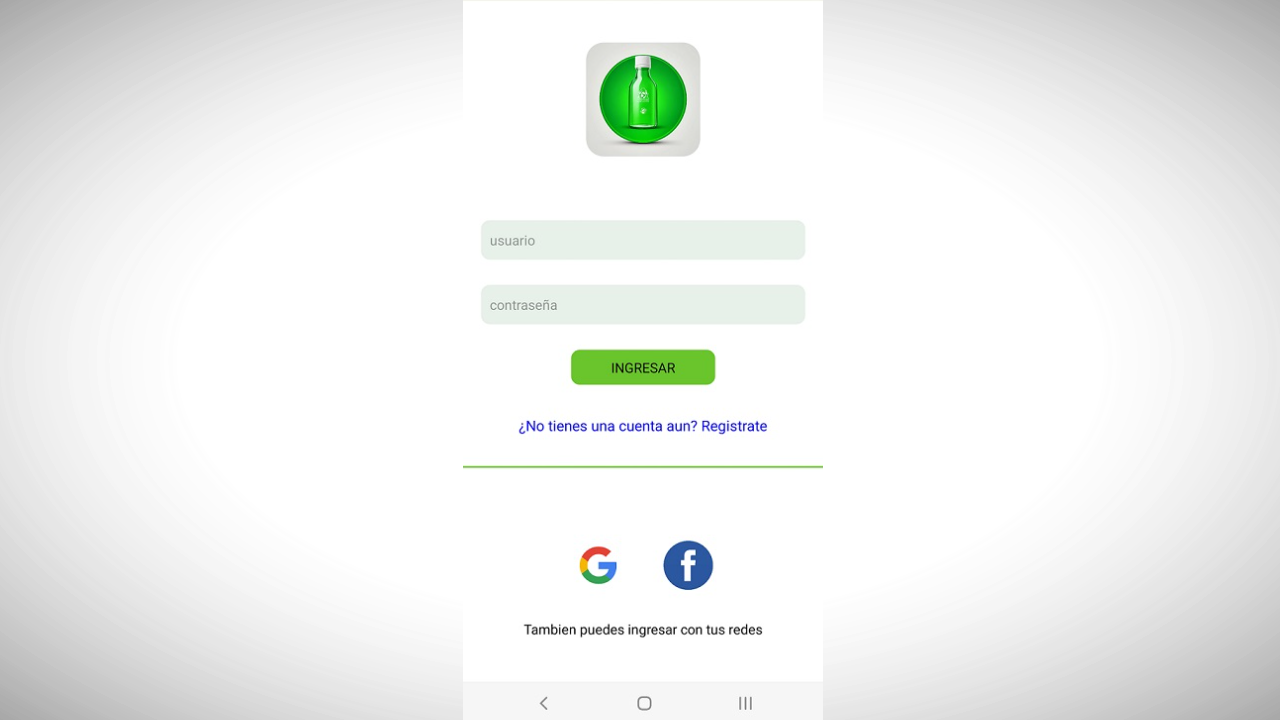 usuario
contraseña
INGRESAR
¿No tienes una cuenta aun? Registrate
Tambien puedes ingresar con tus redes